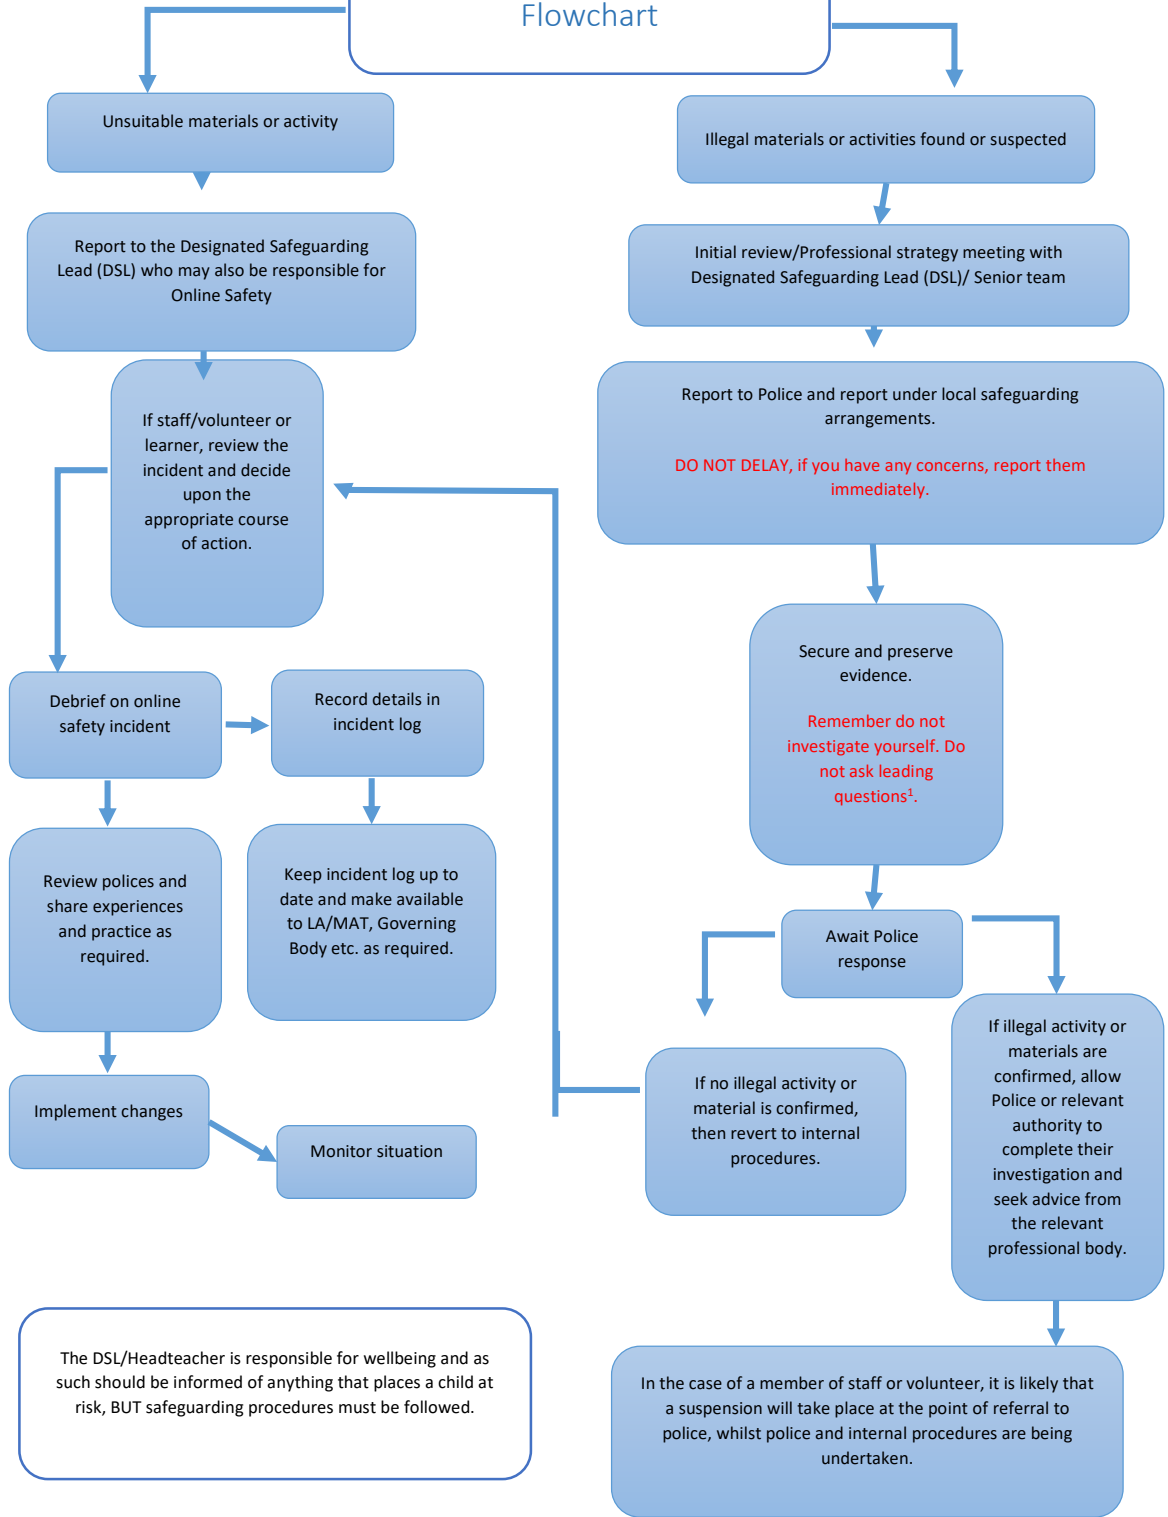 Flowchart
Unsuitable materials or activity
Report to the Designated Safeguarding
Lead (DSL) who may also be responsible for
Online Safety
If staff/volunteer or
learner, review the
incident and decide
upon the
appropriate course
of action.
Debrief on online
safety incident
Record details in
incident log
Review polices and
share experiences
and practice as
required.
Keep incident log up to
date and make available
to LA/MAT, Governing
Body etc. as required.
Implement changes
Monitor situation
Illegal materials or activities found or suspected
Initial review/Professional strategy meeting with
Designated Safeguarding Lead (DSL)/ Senior team
Report to Police and report under local safeguarding
arrangements.
DO NOT DELAY, if you have any concerns, report them
immediately.
Secure and preserve
evidence.
Remember do not
investigate yourself. Do
not ask leading
questions¹.
Await Police
response
If no illegal activity or
material is confirmed,
then revert to internal
procedures.
If illegal activity or
materials are
confirmed, allow
Police or relevant
authority to
complete their
investigation and
seek advice from
the relevant
professional body.
In the case of a member of staff or volunteer, it is likely that
a suspension will take place at the point of referral to
police, whilst police and internal procedures are being
undertaken.
The DSL/Headteacher is responsible for wellbeing and as
such should be informed of anything that places a child at
risk, BUT safeguarding procedures must be followed.